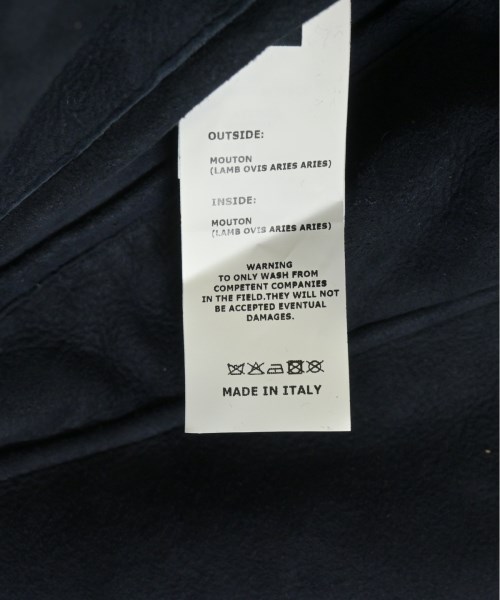 OUTSIDE:
MOUTON
(LAMB OVIS ARIES ARIES)
INSIDE:
MOUTON
(LAMB OVIS ARIES ARIES)
WARNING
TO ONLY WASH FROM
COMPETENT COMPANIES
IN THE FIELD.THEY WILL NOT
BE ACCEPTED EVENTUAL
DAMAGES.
MADE IN ITALY